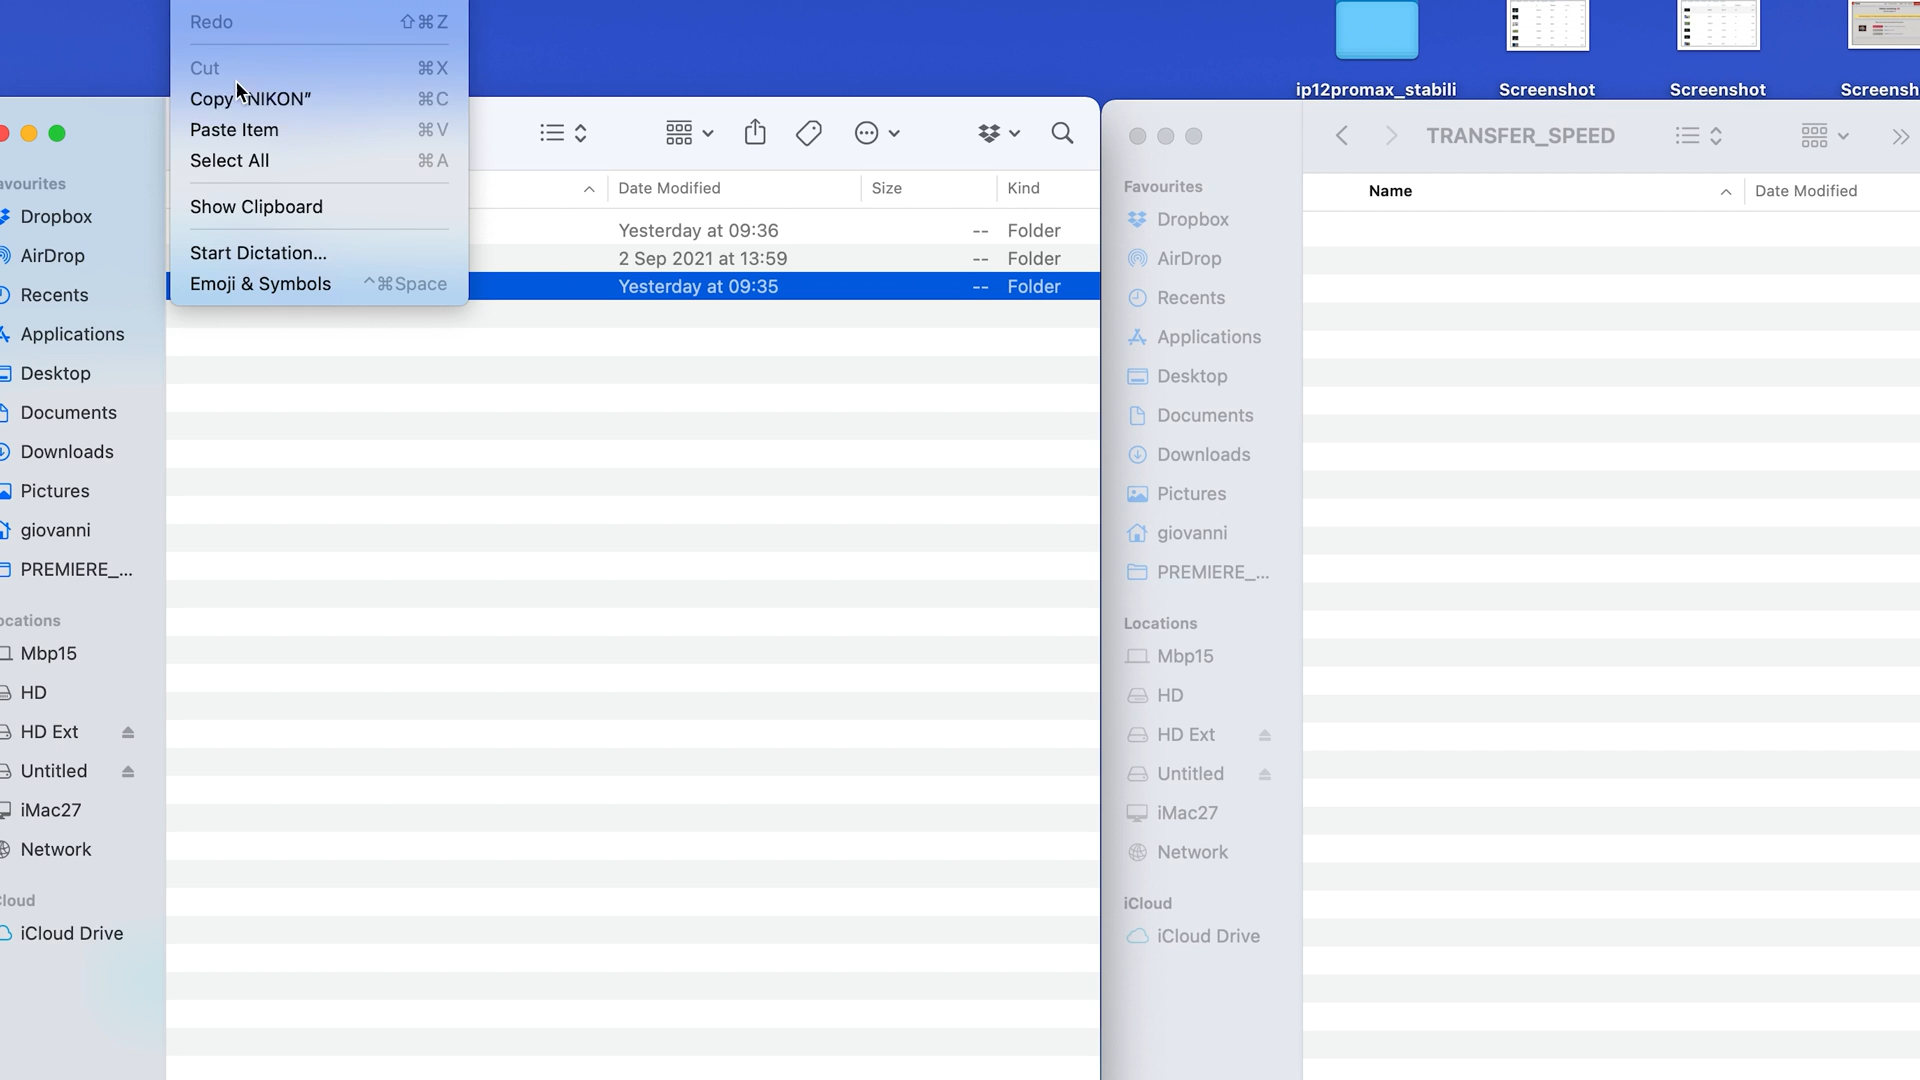 Redo ⇧⌘Z
Cut ⌘X
Copy "NIKON" ⌘C
Paste Item ⌘V
Select All ⌘A
Show Clipboard
Start Dictation...
Emoji & Symbols ^⌘Space
ip12promax_stabili
Screenshot
Screenshot
Screensh
avourites
Dropbox
AirDrop
Recents
Applications
Desktop
Documents
Downloads
Pictures
giovanni
PREMIERE_...
ocations
Mbp15
HD
HD Ext
Untitled
iMac27
Network
Cloud
iCloud Drive
Date Modified Size Kind
Yesterday at 09:36 -- Folder
2 Sep 2021 at 13:59 -- Folder
Yesterday at 09:35 -- Folder
TRANSFER_SPEED
Favourites
Dropbox
AirDrop
Recents
Applications
Desktop
Documents
Downloads
Pictures
giovanni
PREMIERE_...
Locations
Mbp15
HD
HD Ext
Untitled
iMac27
Network
iCloud
iCloud Drive
Name Date Modified